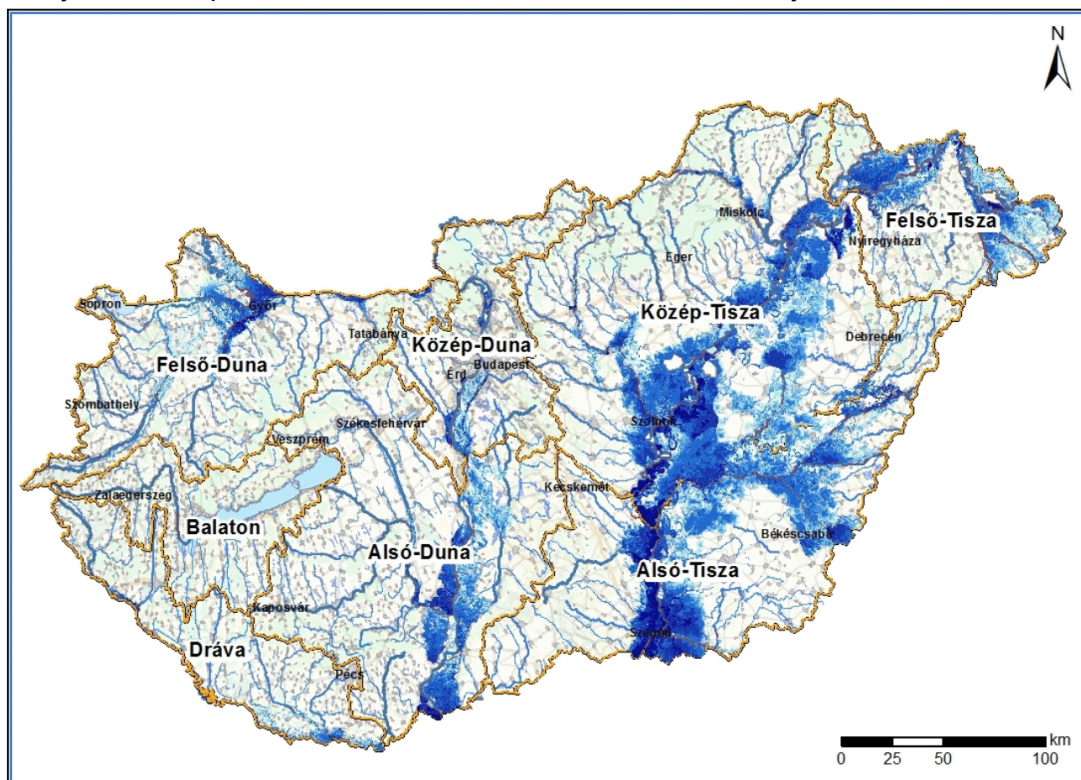 N
Miskolc
Felső-Tisza
Nyíregyháza
Eger
Sopron
Győr
Közép-Tisza
Tatabánya
Közép-Duna
Debrecen
Felső-Duna
Érd
Budapest
Szombathely
Székesfehérvár
Szolnok
Veszprém
Kecskemét
Zalaegerszeg
Balaton
Békéscsaba
Alsó-Duna
Alsó-Tisza
Kaposvár
Szeged
Dráva
Pécs
km
0 25 50 100